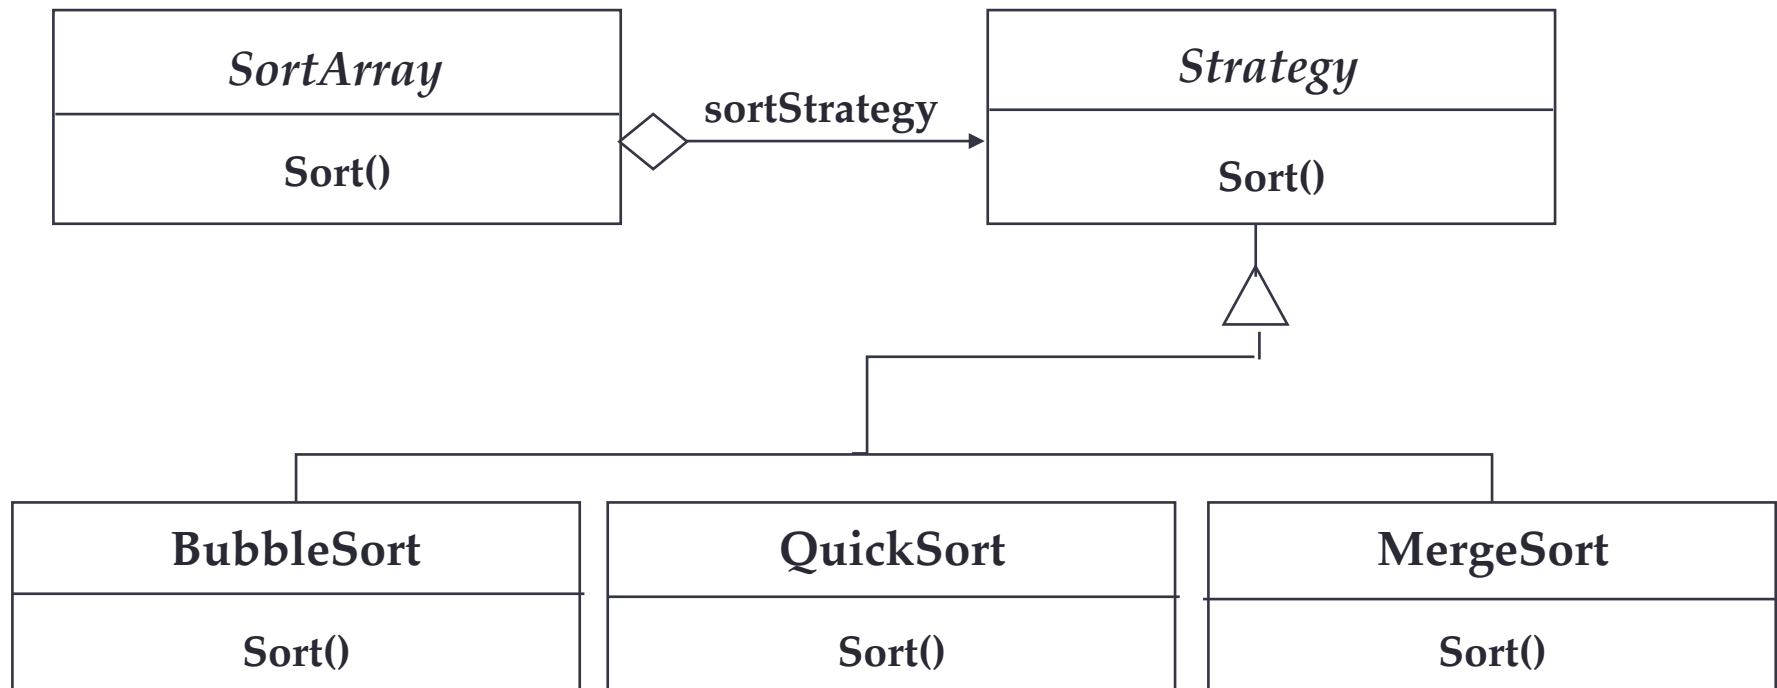 SortArray
Strategy
sortStrategy
Sort()
Sort()
BubbleSort
QuickSort
MergeSort
Sort()
Sort()
Sort()